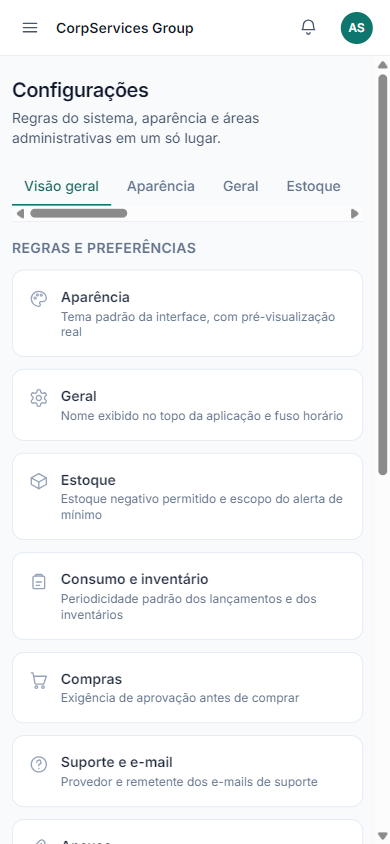 CorpServices Group
AS
Configurações
Regras do sistema, aparência e áreas
administrativas em um só lugar.
Visão geral
Aparência
Geral
Estoque
REGRAS E PREFERÊNCIAS
Aparência
Tema padrão da interface, com pré-visualização
real
Geral
Nome exibido no topo da aplicação e fuso horário
Estoque
Estoque negativo permitido e escopo do alerta de
mínimo
Consumo e inventário
Periodicidade padrão dos lançamentos e dos
inventários
Compras
Exigência de aprovação antes de comprar
Suporte e e-mail
Provedor e remetente dos e-mails de suporte